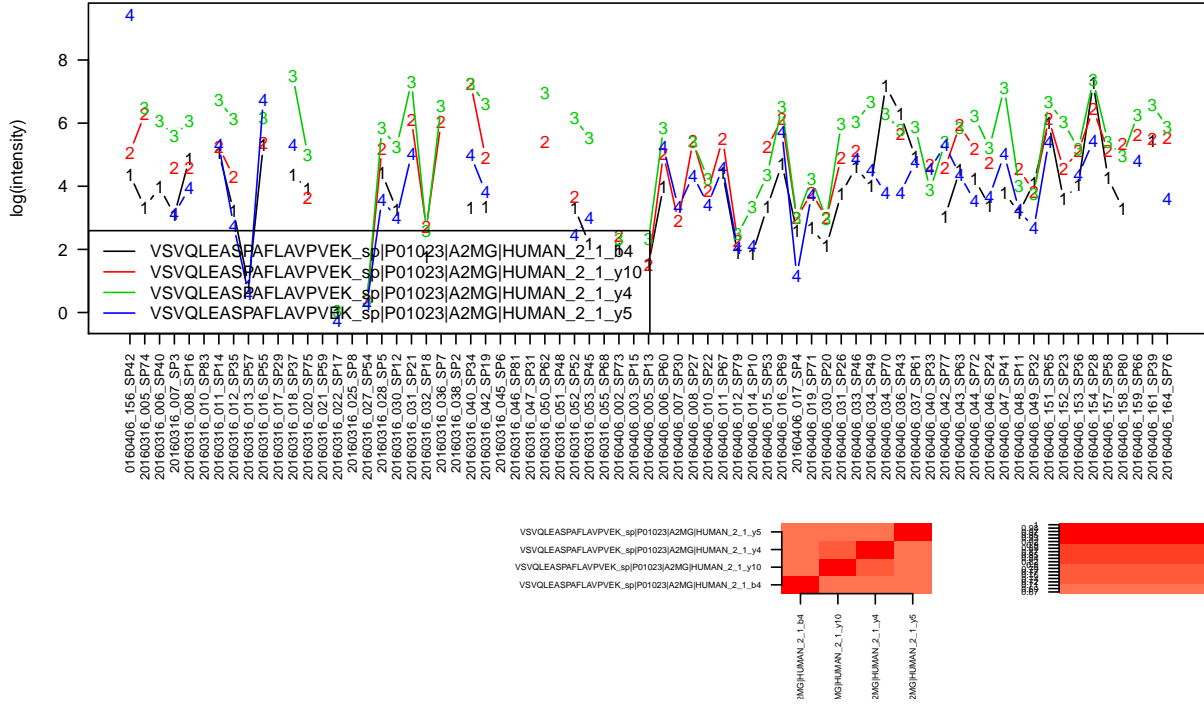 log(intensity)
8
6
4
2
0
VSVQLEASPAFLAVPVEK_sp|P01023|A2MG|HUMAN_2_1_b4
VSVQLEASPAFLAVPVEK_sp|P01023|A2MG|HUMAN_2_1_y10
VSVQLEASPAFLAVPVEK_sp|P01023|A2MG|HUMAN_2_1_y4
VSVQLEASPAFLAVPVEK_sp|P01023|A2MG|HUMAN_2_1_y5
0160406_156_SP42
20160316_005_SP74
20160316_006_SP40
20160316_007_SP3
20160316_008_SP16
20160316_010_SP83
20160316_011_SP14
20160316_012_SP35
20160316_013_SP57
20160316_016_SP55
20160316_017_SP29
20160316_018_SP37
20160316_020_SP75
20160316_021_SP59
20160316_022_SP17
20160316_025_SP8
20160316_027_SP54
20160316_028_SP5
20160316_030_SP12
20160316_031_SP21
20160316_032_SP18
20160316_036_SP7
20160316_038_SP2
20160316_040_SP34
20160316_042_SP19
20160316_045_SP6
20160316_046_SP81
20160316_047_SP31
20160316_050_SP62
20160316_051_SP48
20160316_052_SP52
20160316_053_SP45
20160316_055_SP68
20160406_002_SP73
20160406_003_SP15
20160406_005_SP13
20160406_006_SP60
20160406_007_SP30
20160406_008_SP27
20160406_010_SP22
20160406_011_SP67
20160406_012_SP79
20160406_014_SP10
20160406_015_SP53
20160406_016_SP69
20160406_017_SP4
20160406_019_SP71
20160406_030_SP20
20160406_031_SP26
20160406_033_SP46
20160406_034_SP49
20160406_034_SP70
20160406_036_SP43
20160406_037_SP61
20160406_040_SP33
20160406_042_SP77
20160406_043_SP63
20160406_044_SP72
20160406_046_SP24
20160406_047_SP41
20160406_048_SP11
20160406_049_SP32
20160406_151_SP65
20160406_152_SP23
20160406_153_SP36
20160406_154_SP28
20160406_157_SP58
20160406_158_SP80
20160406_159_SP66
20160406_161_SP39
20160406_164_SP76
VSVQLEASPAFLAVPVEK_sp|P01023|A2MG|HUMAN_2_1_y5
VSVQLEASPAFLAVPVEK_sp|P01023|A2MG|HUMAN_2_1_y4
VSVQLEASPAFLAVPVEK_sp|P01023|A2MG|HUMAN_2_1_y10
VSVQLEASPAFLAVPVEK_sp|P01023|A2MG|HUMAN_2_1_b4
2MG|HUMAN_2_1_b4
MG|HUMAN_2_1_y10
2MG|HUMAN_2_1_y4
2MG|HUMAN_2_1_y5